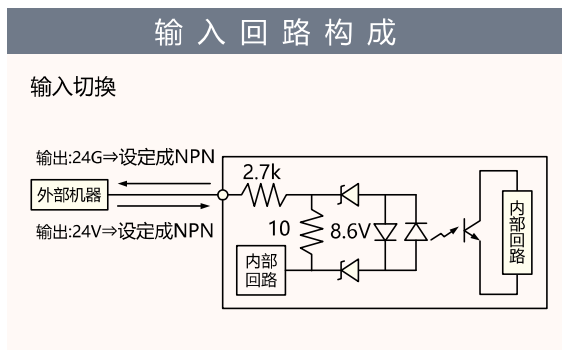 输入回路构成
输入切換
输出:24G⇒设定成NPN
外部机器
输出:24V⇒设定成NPN
2.7k
10
8.6V
内部
回路
内部回路